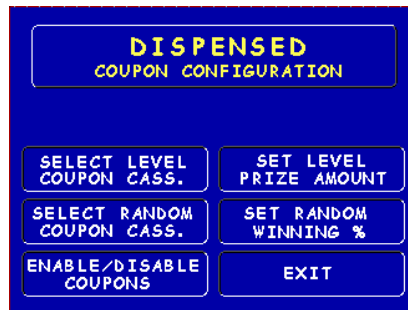 DISPENSED
COUPON CONFIGURATION
SELECT LEVEL
COUPON CASS.
SET LEVEL
PRIZE AMOUNT
SELECT RANDOM
COUPON CASS.
SET RANDOM
WINNING %
ENABLE/DISABLE
COUPONS
EXIT